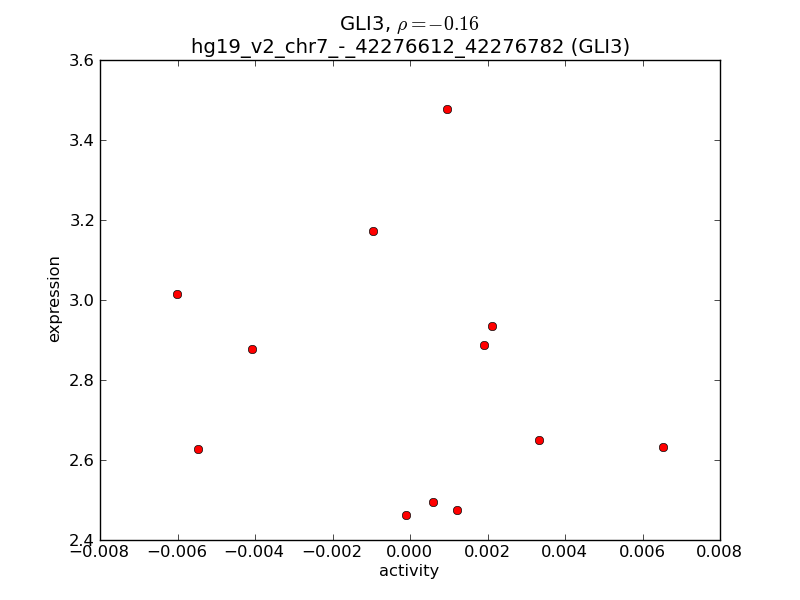 GLI3, ρ = −0.16
hg19_v2_chr7_-_42276612_42276782 (GLI3)
3.6
3.4
3.2
3.0
2.8
2.6
2.4
expression
−0.008 −0.006 −0.004 −0.002 0.000 0.002 0.004 0.006 0.008
activity